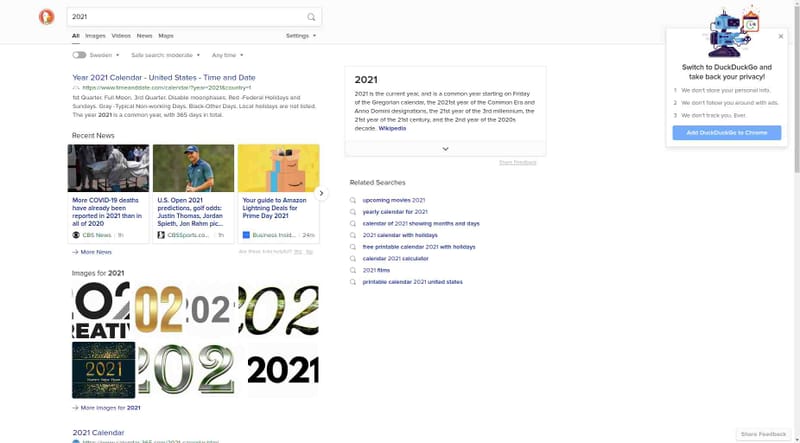 2021
All Images Videos News Maps Settings
Sweden Safe search: moderate Any time
Year 2021 Calendar - United States - Time and Date
https://www.timeanddate.com/calendar/?year=2021&country=1
1st Quarter. Full Moon. 3rd Quarter. Disable moonphases. Red -Federal Holidays and
Sundays. Gray -Typical Non-working Days. Black-Other Days. Local holidays are not listed.
The year 2021 is a common year, with 365 days in total.
Recent News
More COVID-19 deaths
have already been
reported in 2021 than in
all of 2020
CBS News 1h
U.S. Open 2021
predictions, golf odds:
Justin Thomas, Jordan
Spieth, Jon Rahm pic...
CBSSports.co... 1h
Your guide to Amazon
Lightning Deals for
Prime Day 2021
Business Insid... 24m
More News
Are these links helpful? Yes No
Images for 2021
202
REATIV
202
202
202
2021
202
2021
More Images for 2021
2021 Calendar
2021
2021 is the current year, and is a common year starting on Friday
of the Gregorian calendar, the 2021st year of the Common Era and
Anno Domini designations, the 21st year of the 3rd millennium, the
21st year of the 21st century, and the 2nd year of the 2020s
decade. Wikipedia
Share Feedback
Related Searches
upcoming movies 2021
yearly calendar for 2021
calendar of 2021 showing months and days
2021 calendar with holidays
free printable calendar 2021 with holidays
calendar 2021 calculator
2021 films
printable calendar 2021 united states
Switch to DuckDuckGo and
take back your privacy!
1 We don't store your personal info.
2 We don't follow you around with ads.
3 We don't track you. Ever.
Add DuckDuckGo to Chrome
Share Feedback